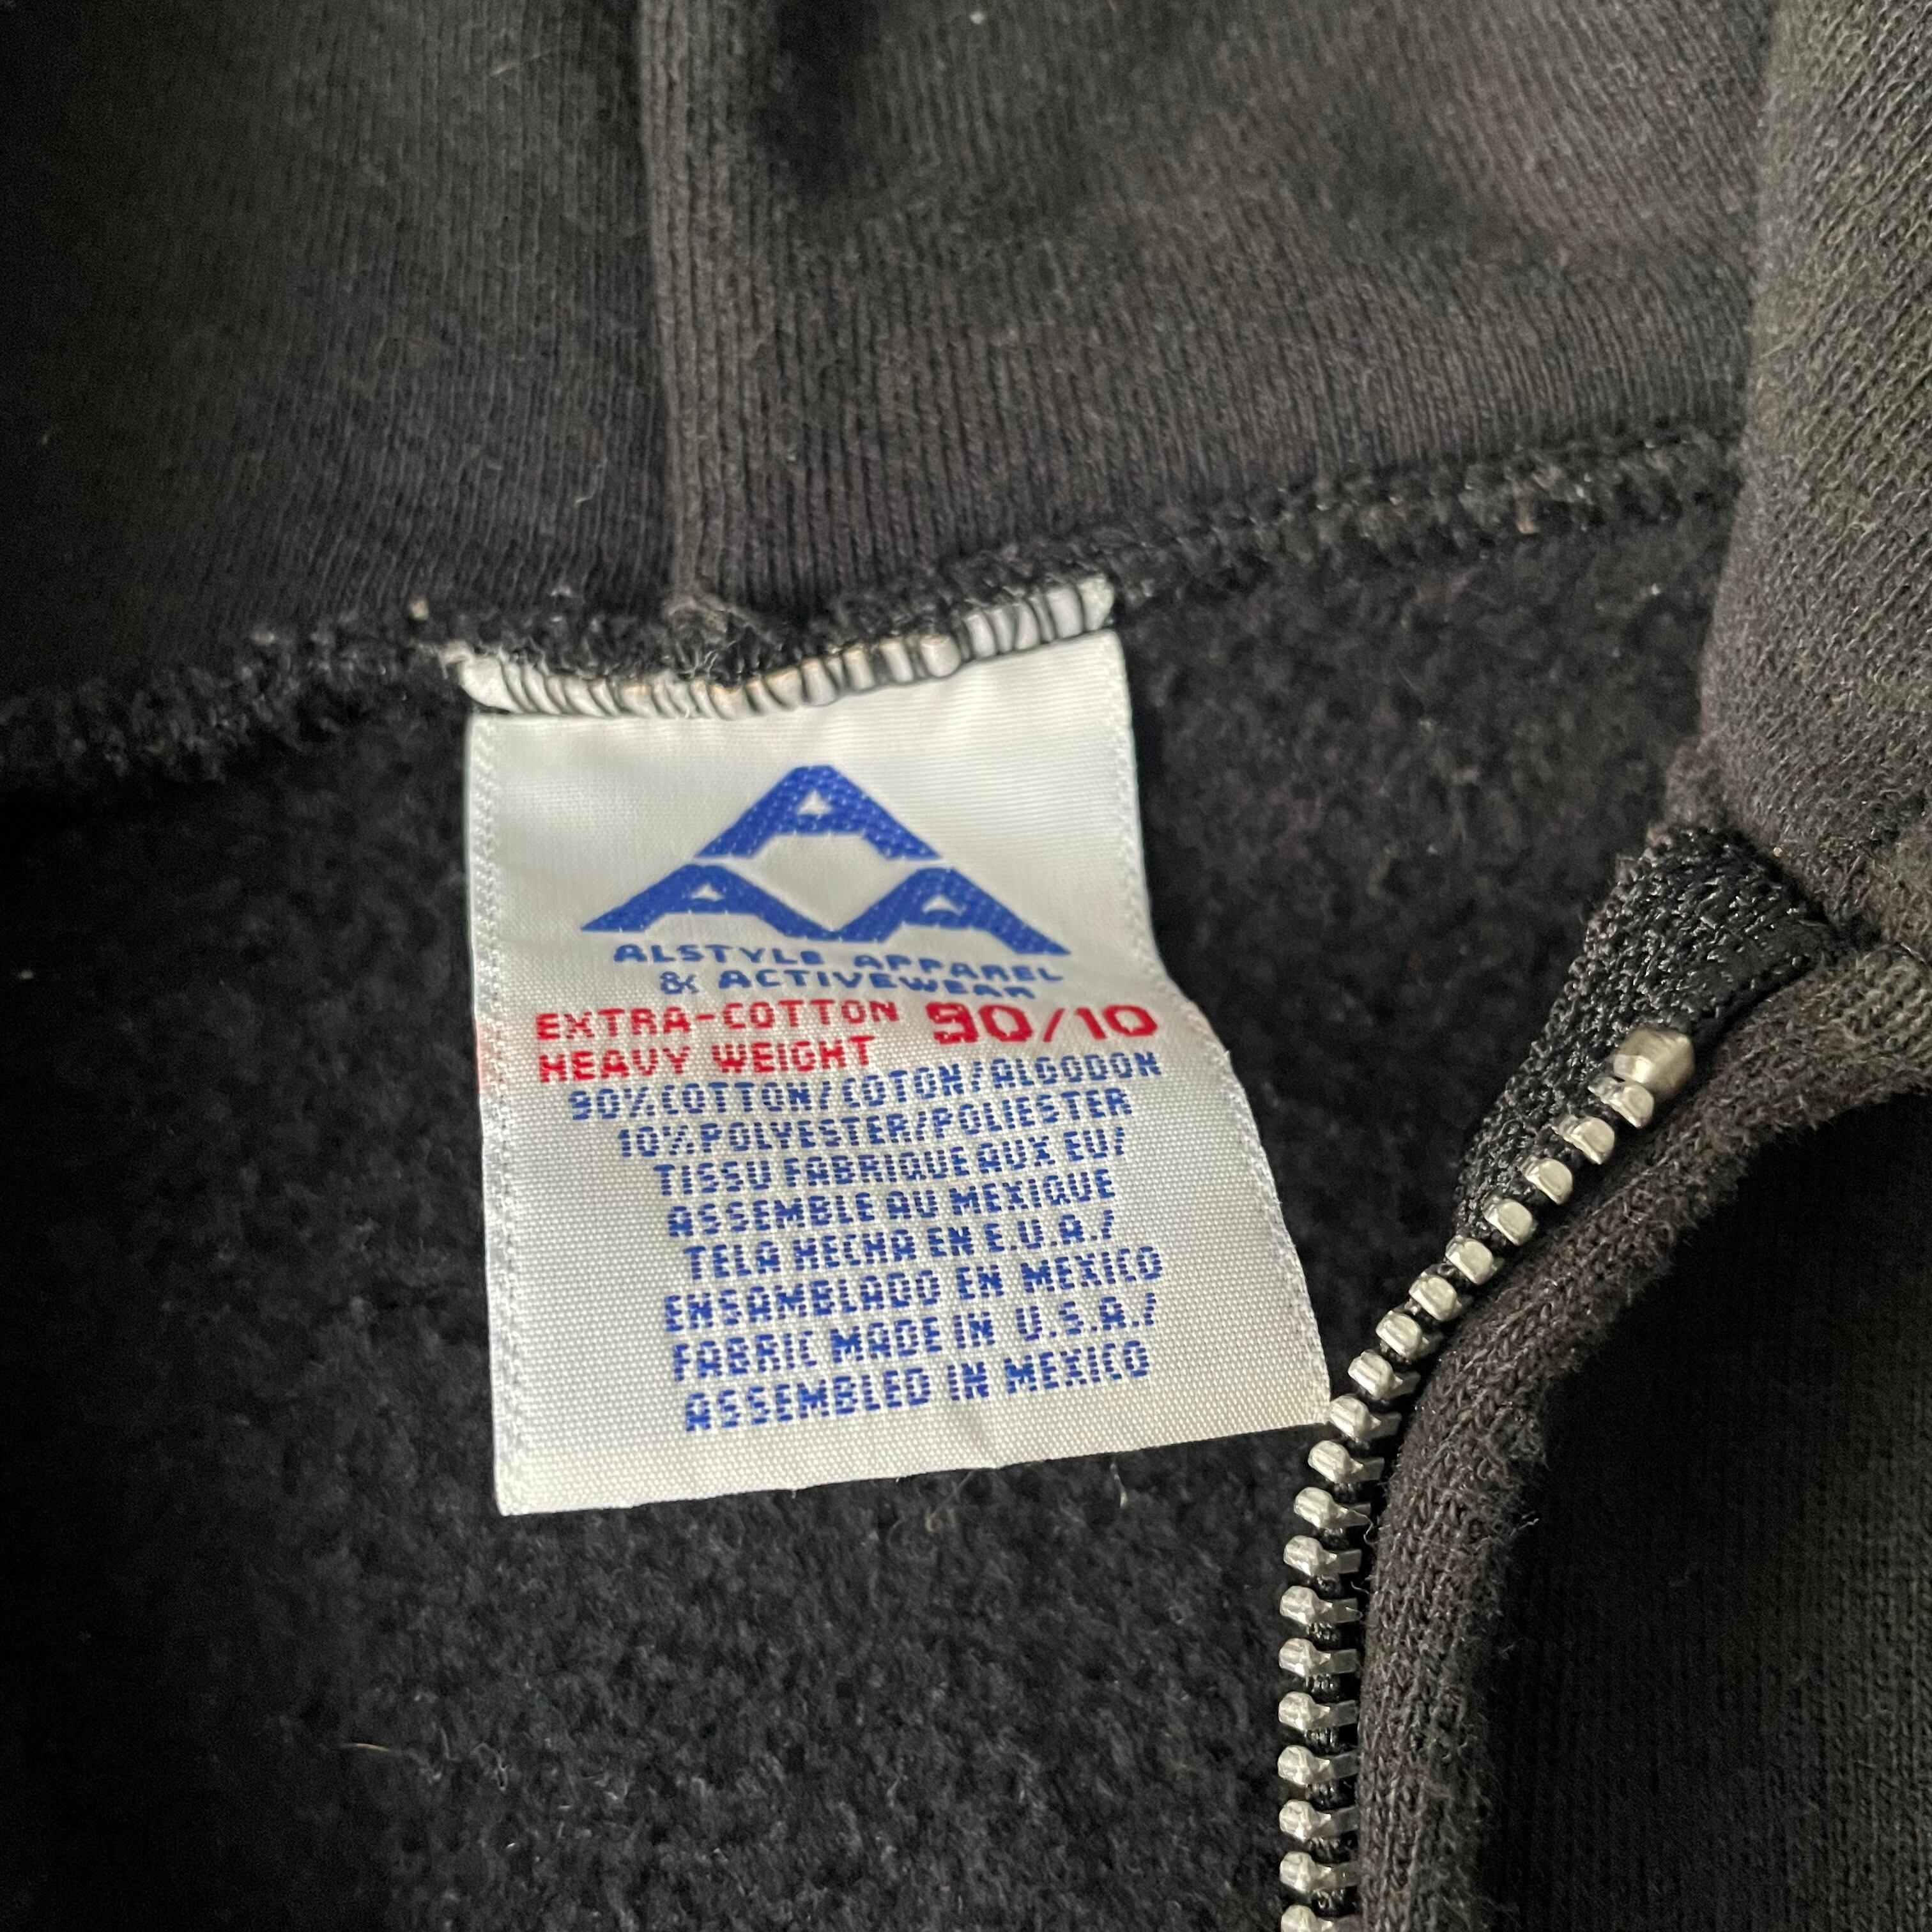 AAA
ALSTYLE APPAREL
& ACTIVEWEAR
EXTRA-COTTON 90/10
HEAVY WEIGHT
90% COTTON/COTON/ALGODON
10% POLYESTER/POLIESTER
TISSU FABRIQUE AUX EU/
ASSEMBLE AU MEXIQUE
TELA HECHA EN E.U.A./
ENSAMBLADO EN MEXICO
FABRIC MADE IN U.S.A./
ASSEMBLED IN MEXICO